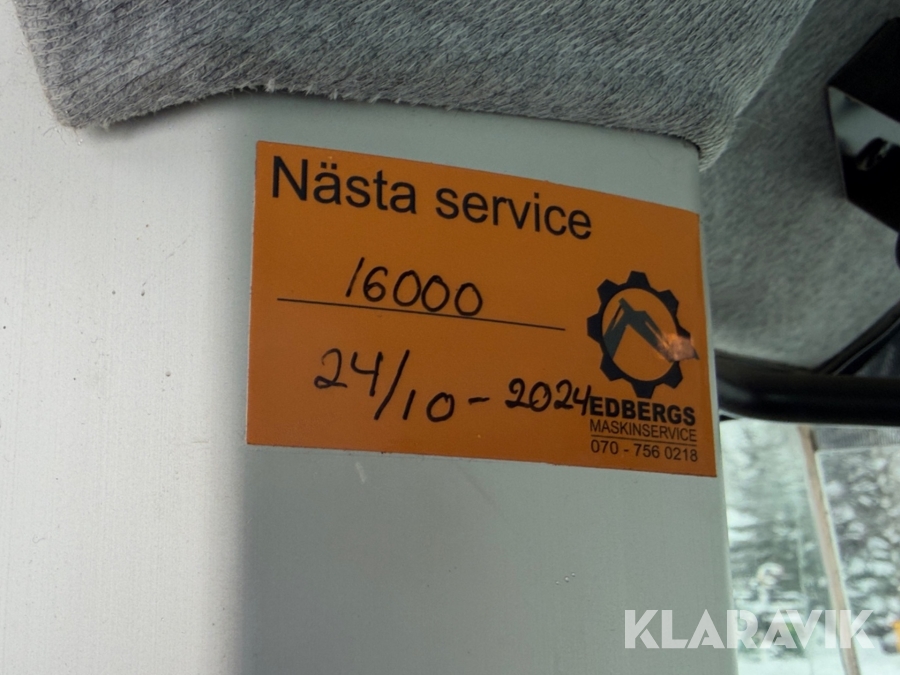 Nästa service
16000
24/10-2024
EDBERGS
MASKINSERVICE
070 - 756 0218
KLARAVIK